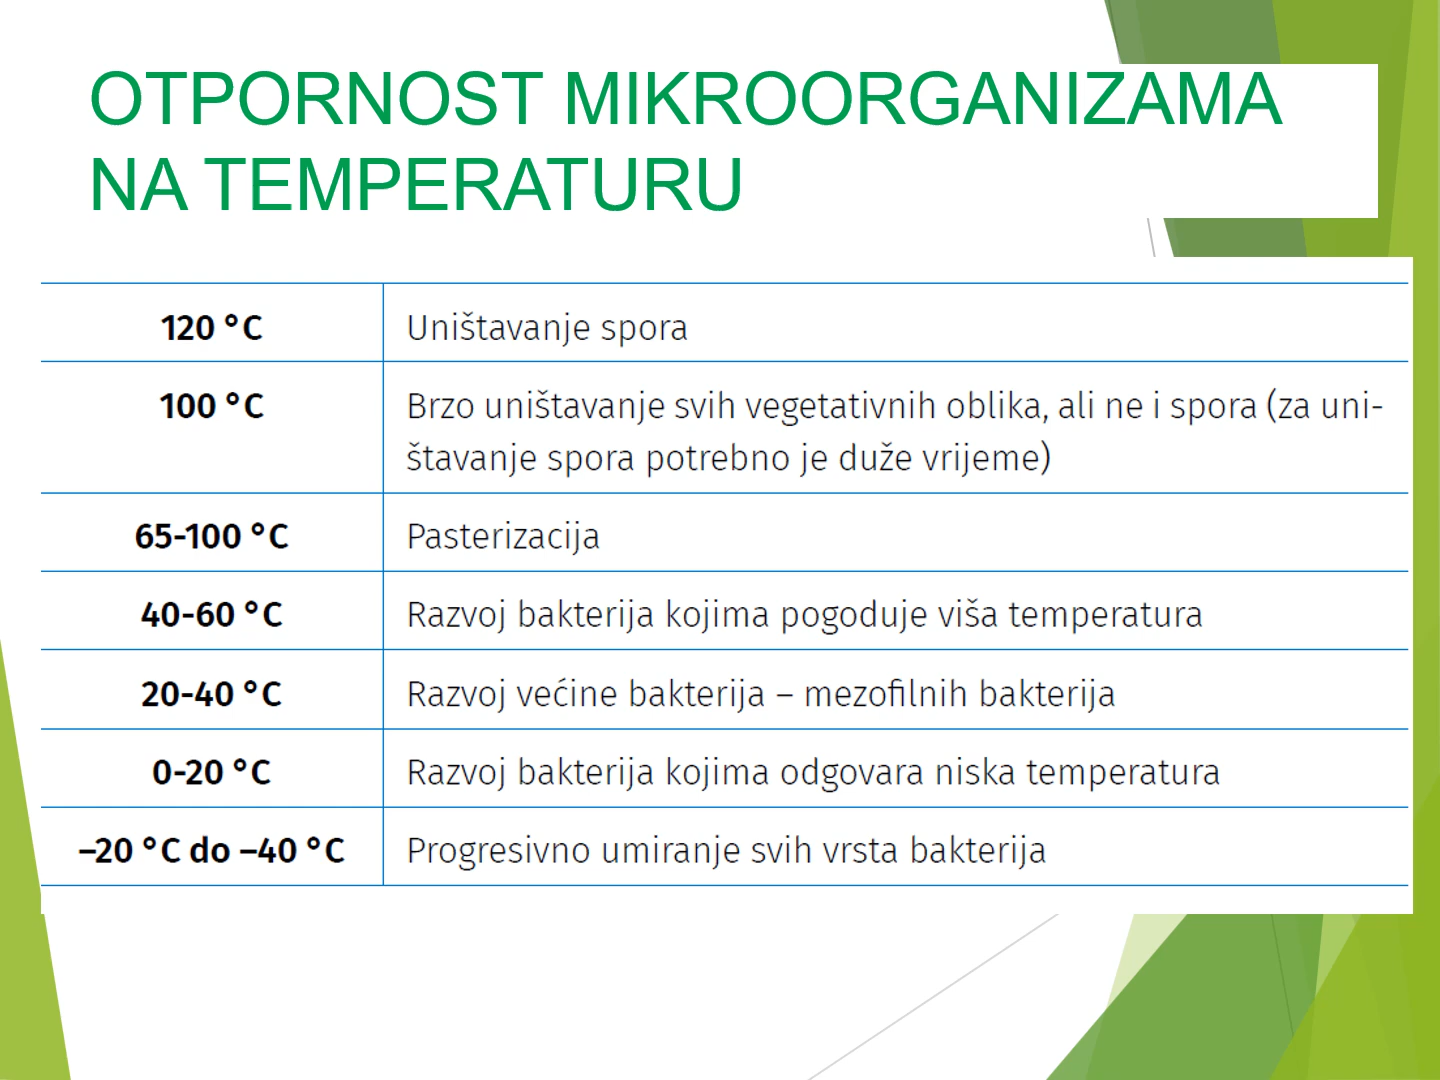 OTPORNOST MIKROORGANIZAMA
NA TEMPERATURU
120 °C Uništavanje spora
100 °C Brzo uništavanje svih vegetativnih oblika, ali ne i spora (za uni-
štavanje spora potrebno je duže vrijeme)
65-100 °C Pasterizacija
40-60 °C Razvoj bakterija kojima pogoduje viša temperatura
20-40 °C Razvoj većine bakterija – mezofilnih bakterija
0-20 °C Razvoj bakterija kojima odgovara niska temperatura
–20 °C do –40 °C Progresivno umiranje svih vrsta bakterija